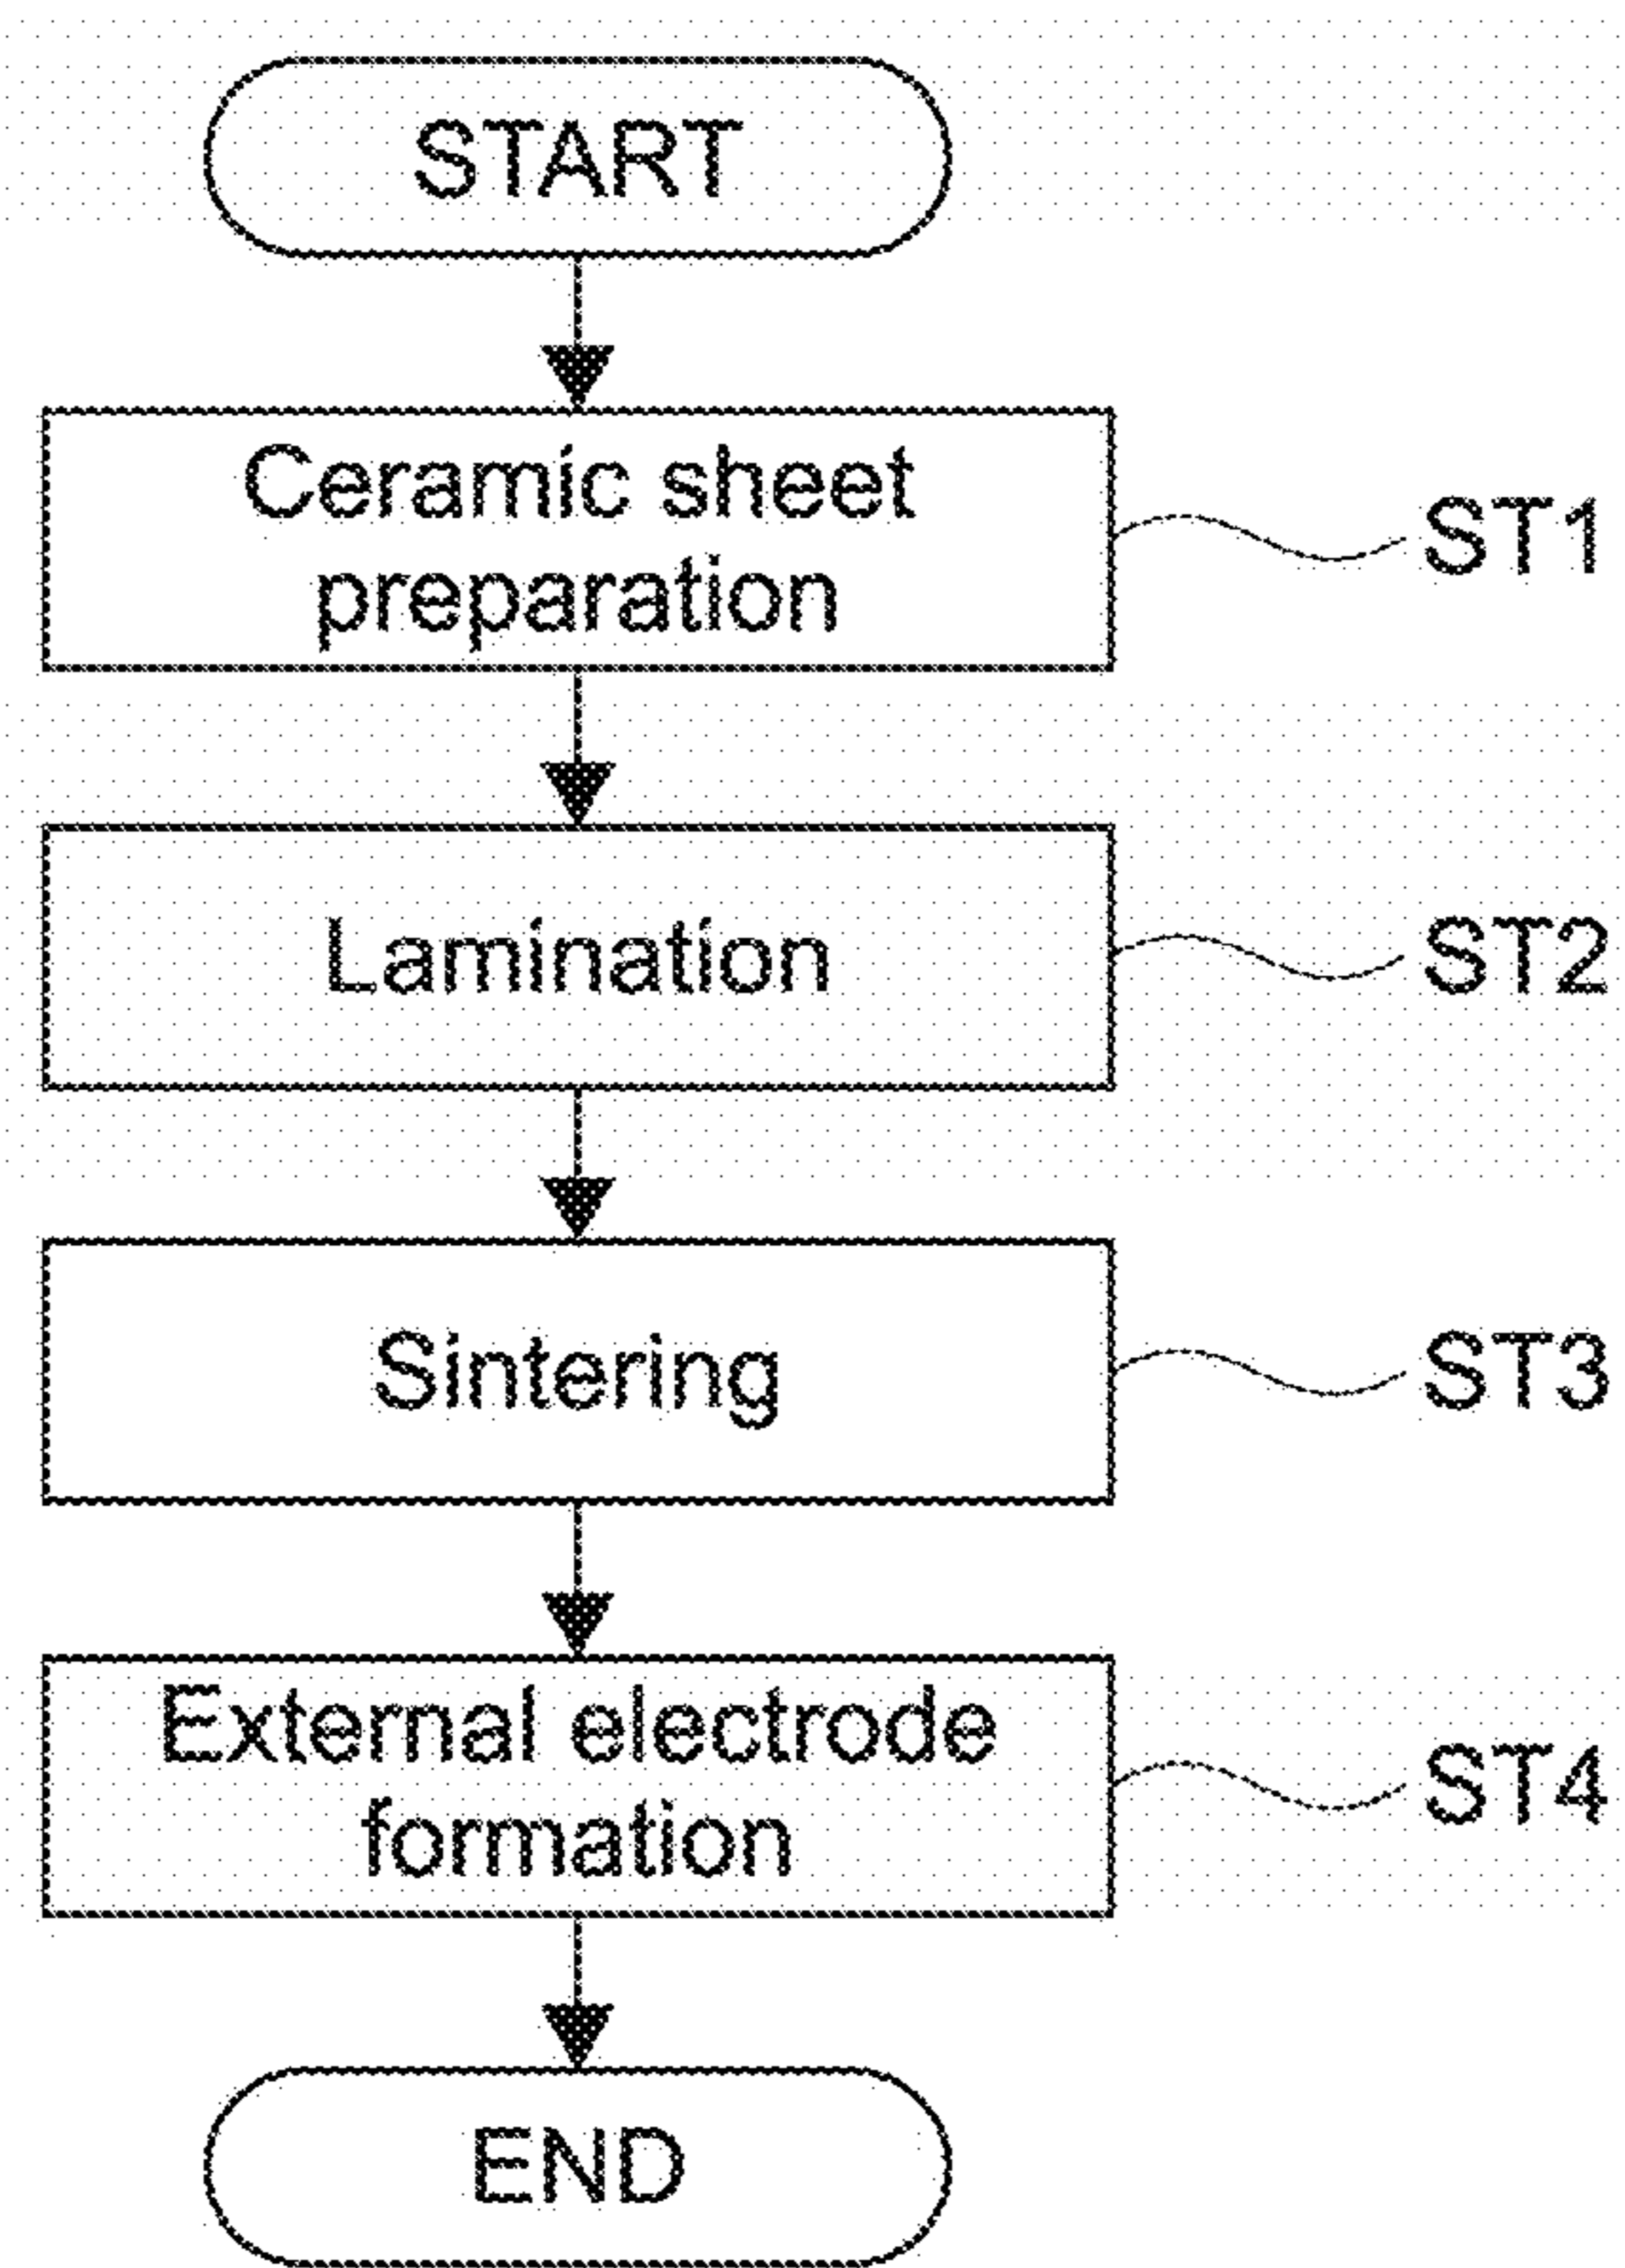 START
Ceramic sheet
preparation
ST1
Lamination
ST2
Sintering
ST3
External electrode
formation
ST4
END